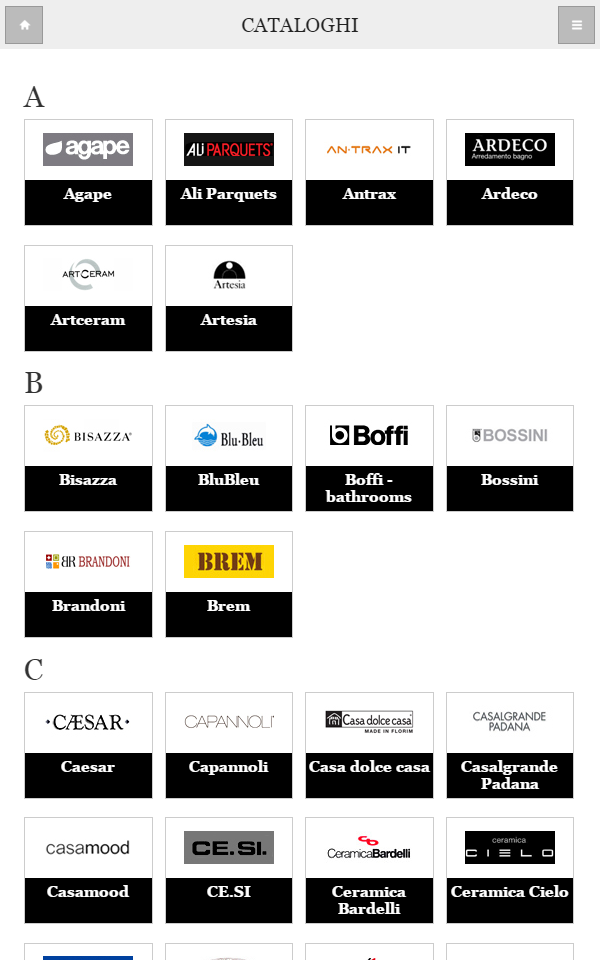 CATALOGHI
A
agape
ALI PARQUETS
AN·TRAX IT
ARDECO
Arredamento bagno
Agape
Ali Parquets
Antrax
Ardeco
ARTCERAM
Artesia
Artceram
Artesia
B
BISAZZA
Blu·Bleu
Boffi
BOSSINI
Bisazza
BluBleu
Boffi -
bathrooms
Bossini
BR BRANDONI
BREM
Brandoni
Brem
C
·CÆSAR·
CAPANNOLI
Casa dolce casa
MADE IN FLORIM
CASALGRANDE
PADANA
Caesar
Capannoli
Casa dolce casa
Casalgrande
Padana
casamood
CE.SI.
CeramicaBardelli
ceramica
CIELO
Casamood
CE.SI
Ceramica
Bardelli
Ceramica Cielo